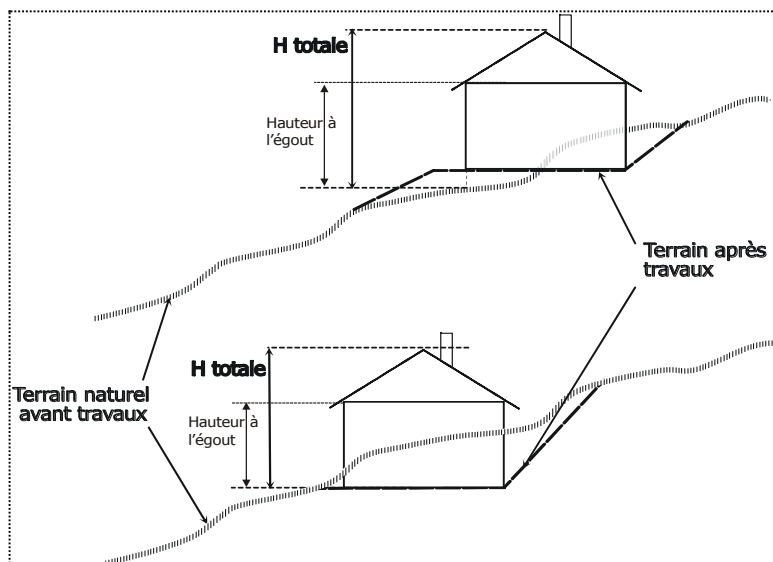 H totale
Hauteur à
l'égout
Terrain après
travaux
H totale
Terrain naturel
avant travaux
Hauteur à
l'égout